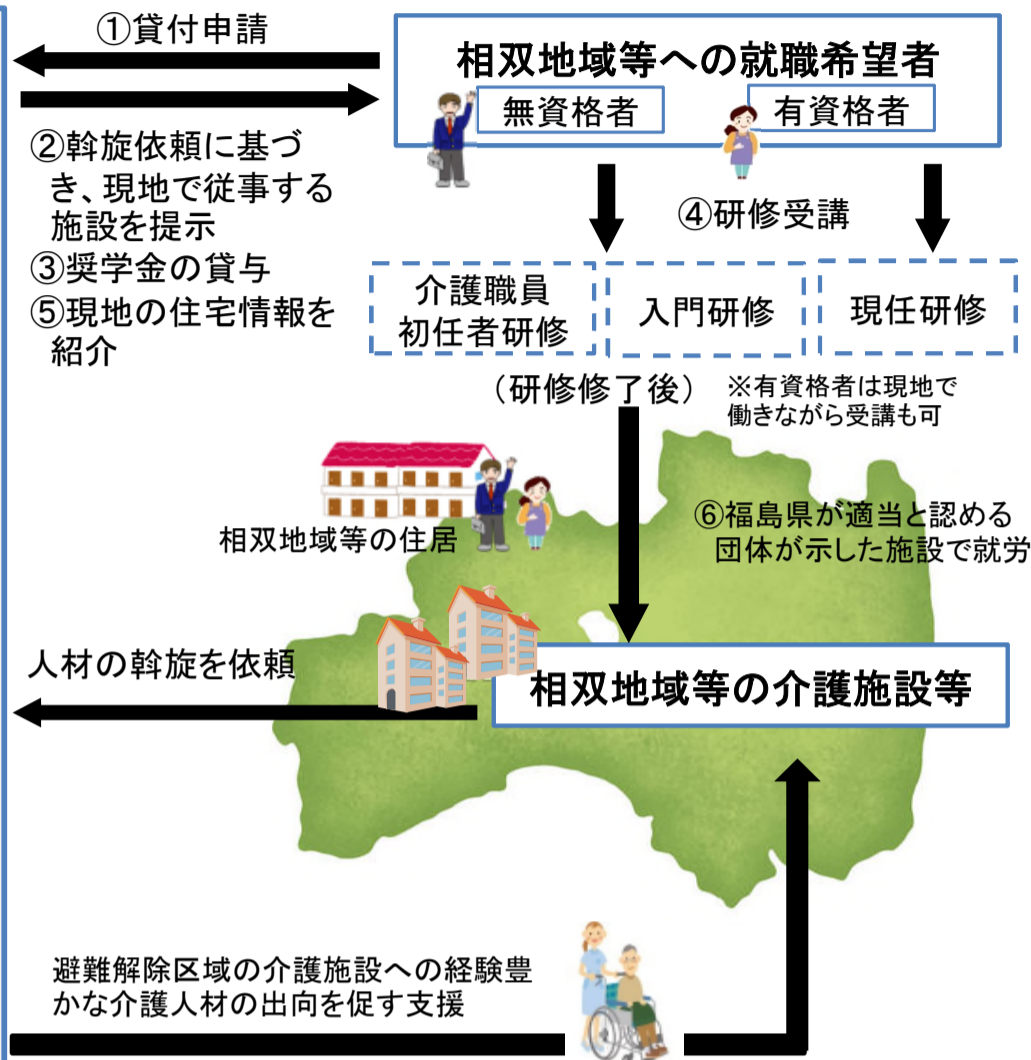 ①貸付申請
相双地域等への就職希望者
無資格者
有資格者
②斡旋依頼に基づ
き、現地で従事する
施設を提示
③奨学金の貸与
⑤現地の住宅情報を
紹介
④研修受講
介護職員
初任者研修
入門研修
現任研修
(研修修了後)
※有資格者は現地で
働きながら受講も可
相双地域等の住居
⑥福島県が適当と認める
団体が示した施設で就労
人材の斡旋を依頼
相双地域等の介護施設等
避難解除区域の介護施設への経験豊
かな介護人材の出向を促す支援